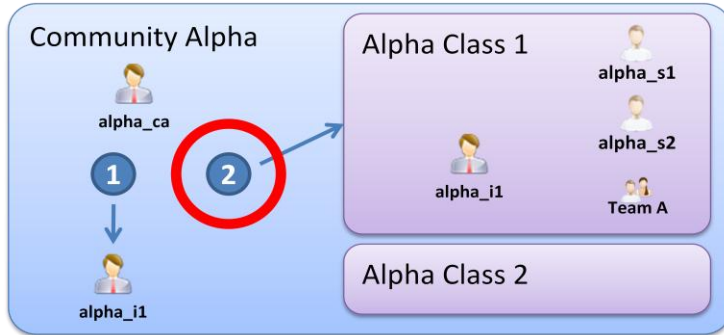 Community Alpha
alpha_ca
1
2
alpha_i1
Alpha Class 1
alpha_s1
alpha_s2
alpha_i1
Team A
Alpha Class 2